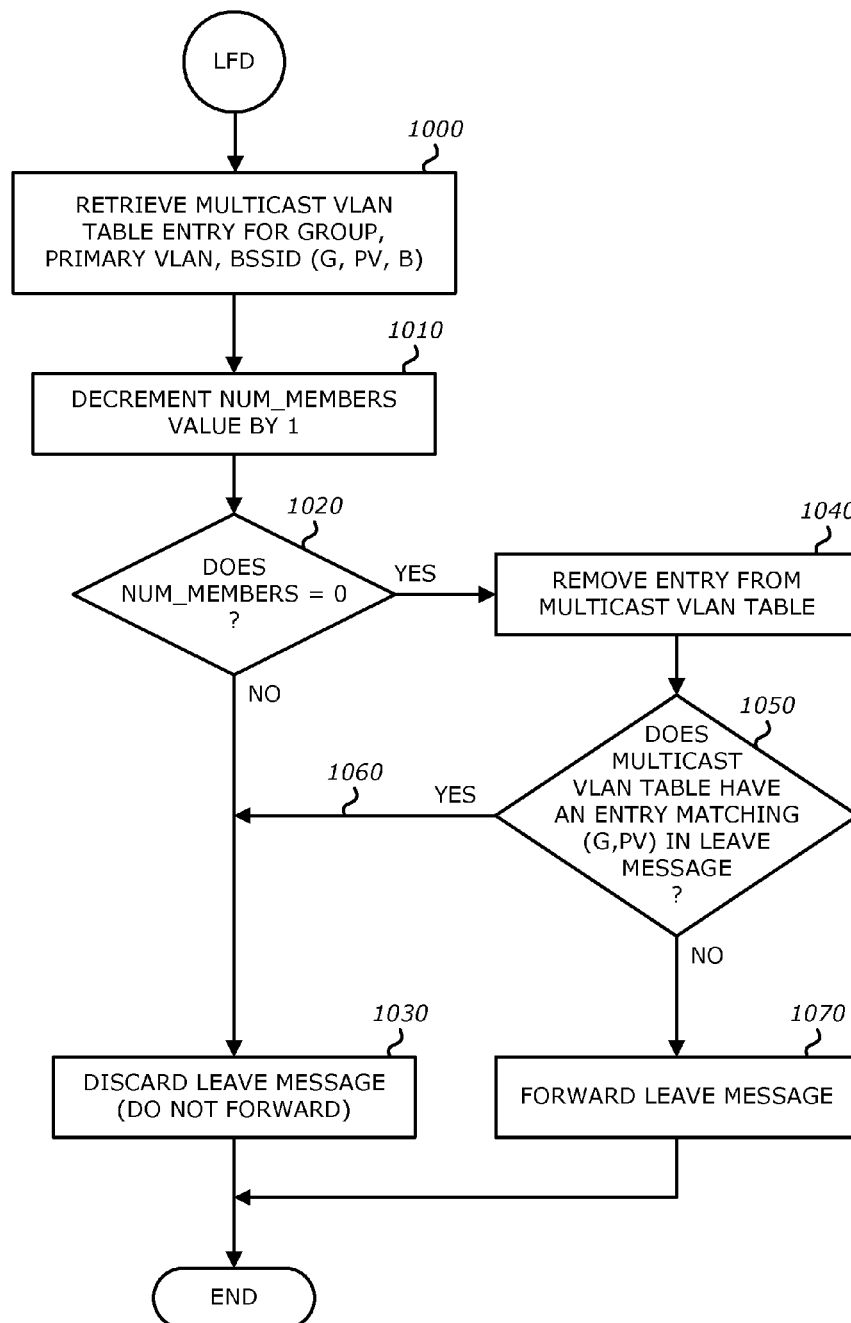 LFD
1000
RETRIEVE MULTICAST VLAN
TABLE ENTRY FOR GROUP,
PRIMARY VLAN, BSSID (G, PV, B)
1010
DECREMENT NUM_MEMBERS
VALUE BY 1
1020
DOES
NUM_MEMBERS = 0
?
YES
NO
1040
REMOVE ENTRY FROM
MULTICAST VLAN TABLE
1050
DOES
MULTICAST
VLAN TABLE HAVE
AN ENTRY MATCHING
(G,PV) IN LEAVE
MESSAGE
?
1060
YES
NO
1030
DISCARD LEAVE MESSAGE
(DO NOT FORWARD)
1070
FORWARD LEAVE MESSAGE
END